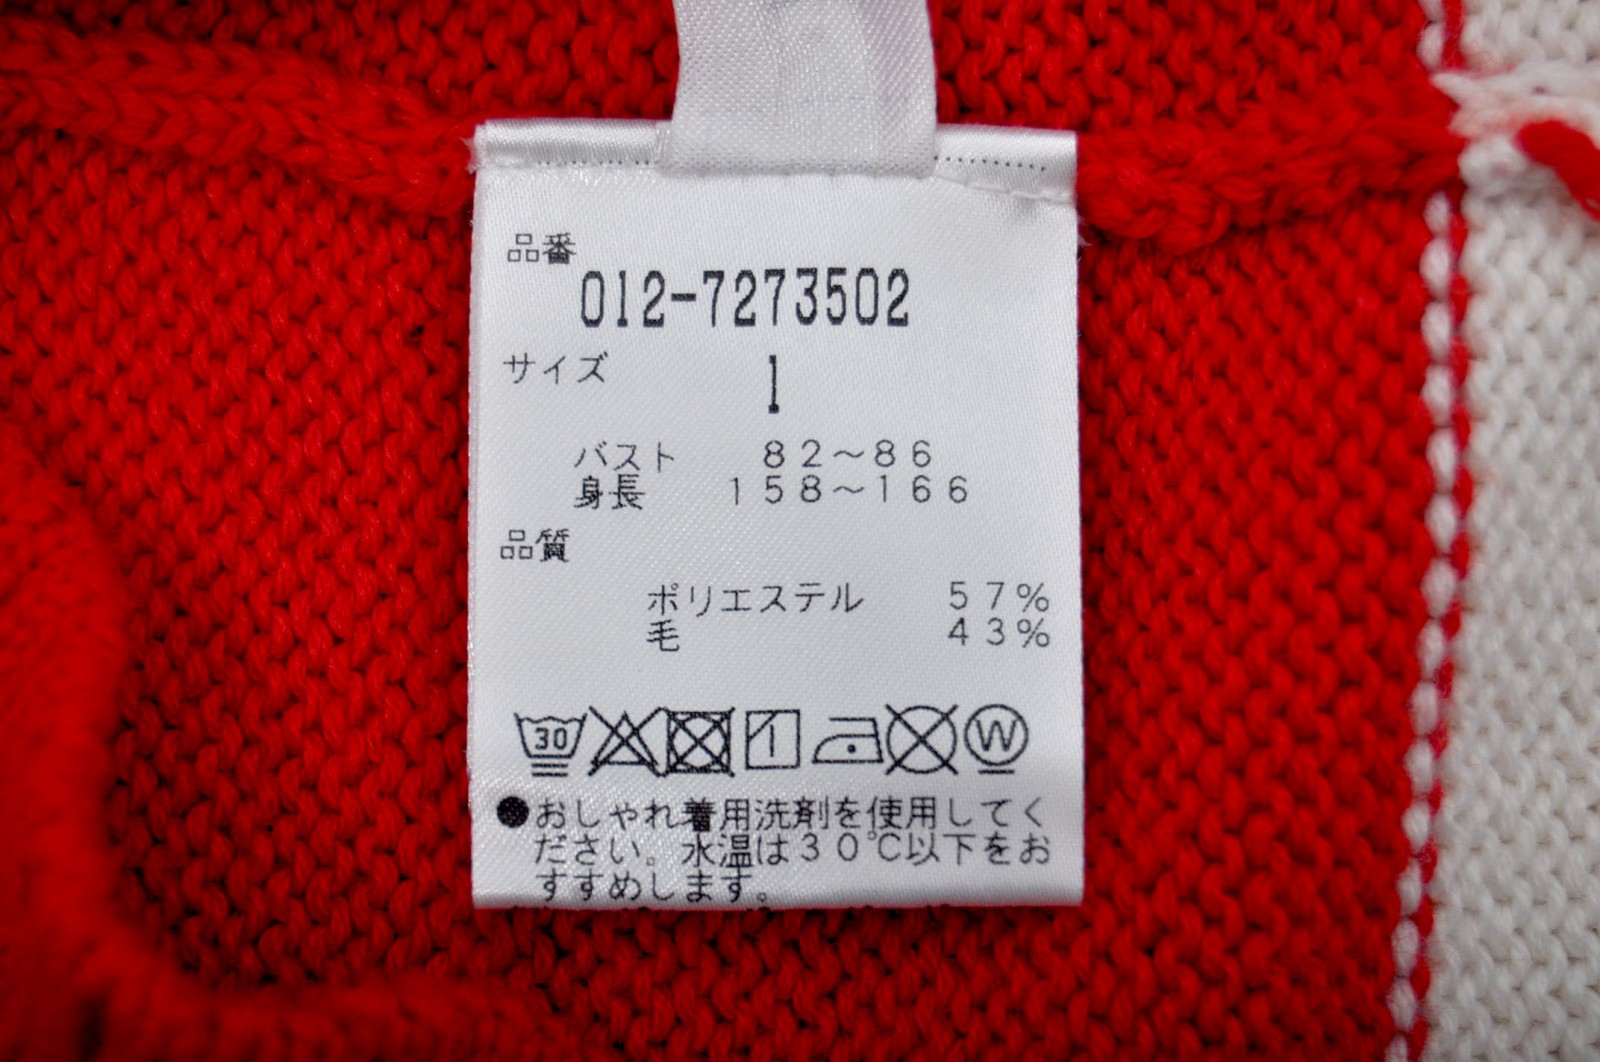 品番
012-7273502
サイズ 1
バスト 82～86
身長 158～166
品質
ポリエステル 57%
毛 43%
30 W
●おしゃれ着用洗剤を使用してく
ださい。水温は30℃以下をお
すすめします。